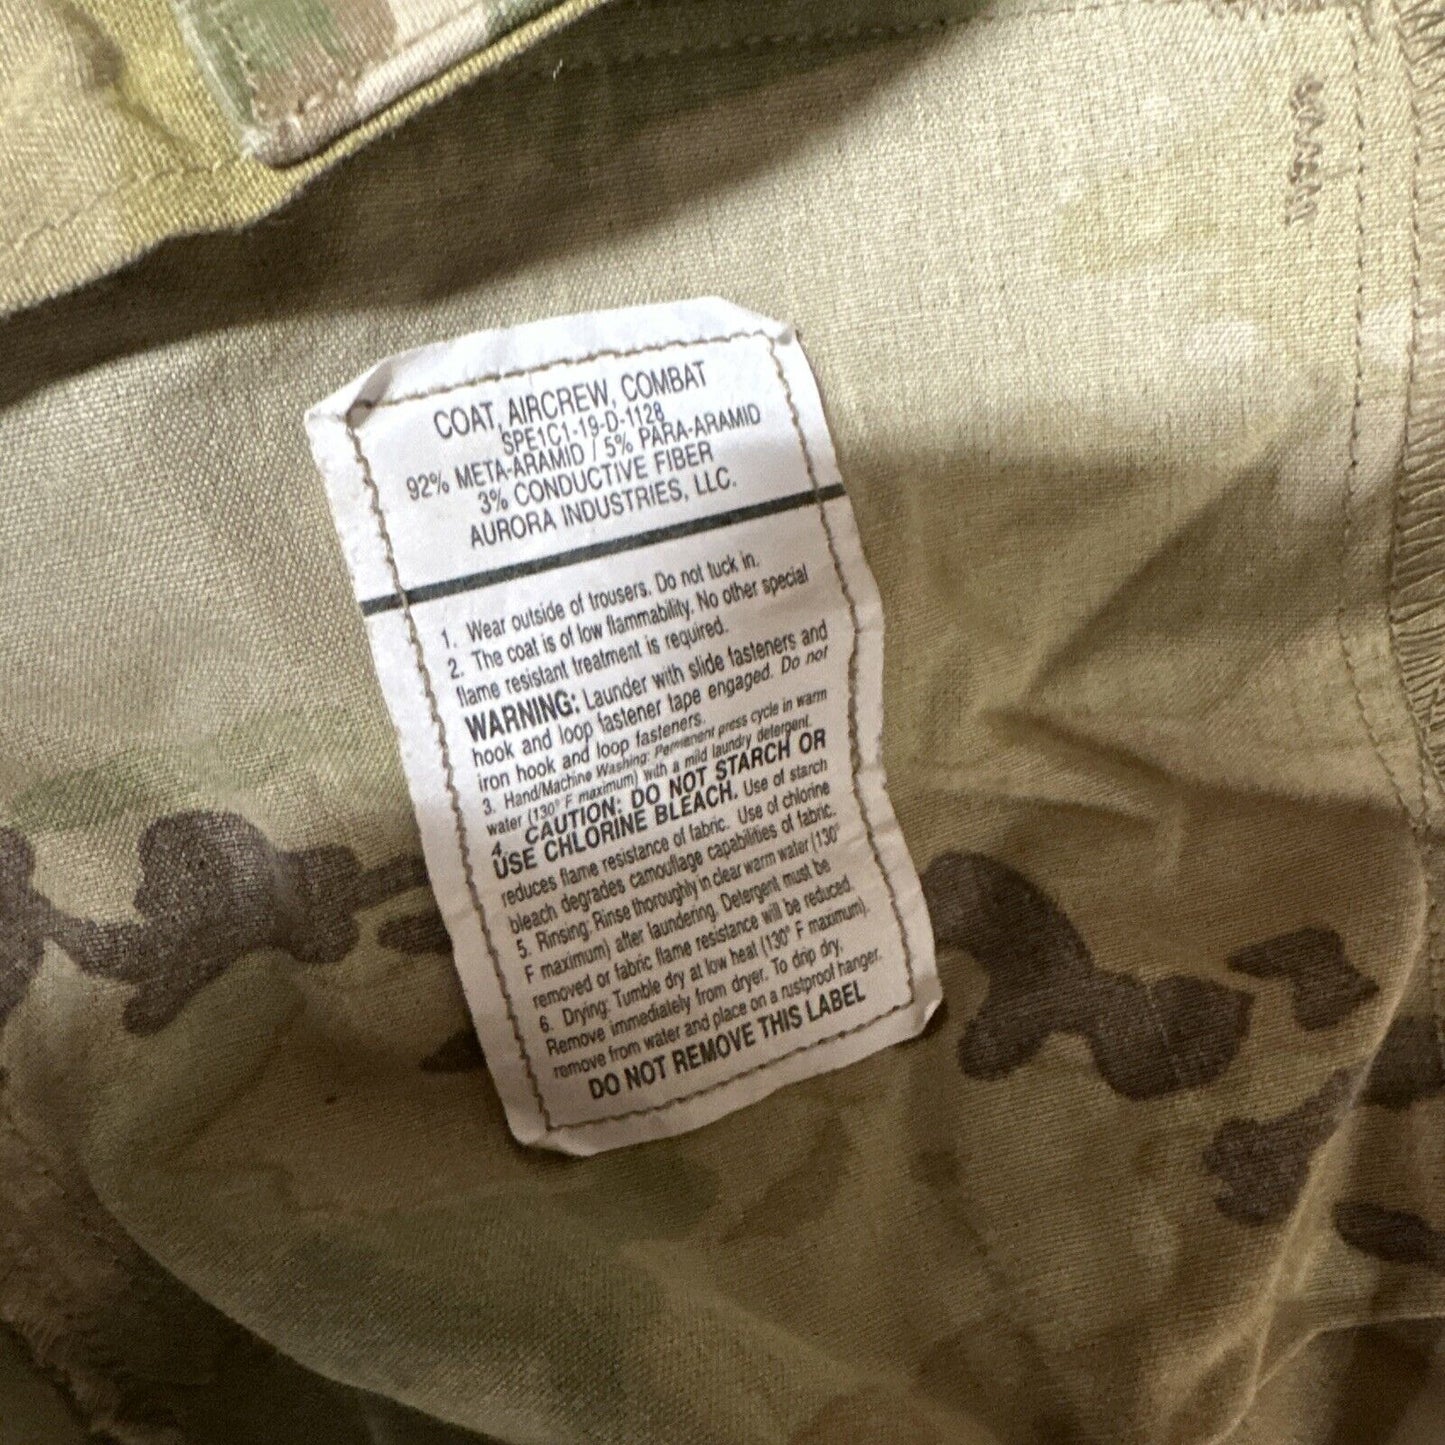 COAT, AIRCREW, COMBAT
SPE1C1-19-D-1128
92% META-ARAMID / 5% PARA-ARAMID
3% CONDUCTIVE FIBER
AURORA INDUSTRIES, LLC.
1. Wear outside of trousers. Do not tuck in.
2. The coat is of low flammability. No other special
flame resistant treatment is required.
WARNING: Launder with slide fasteners and
hook and loop fastener tape engaged. Do not
iron hook and loop fasteners.
3. Hand/Machine Washing: Permanent press cycle in warm
water (130° F maximum) with a mild laundry detergent.
4. CAUTION: DO NOT STARCH OR
USE CHLORINE BLEACH. Use of starch
reduces flame resistance of fabric. Use of chlorine
bleach degrades camouflage capabilities of fabric.
5. Rinsing: Rinse thoroughly in clear warm water (130°
F maximum) after laundering. Detergent must be
removed or fabric flame resistance will be reduced.
6. Drying: Tumble dry at low heat (130° F maximum).
Remove immediately from dryer. To drip dry,
remove from water and place on a rustproof hanger.
DO NOT REMOVE THIS LABEL